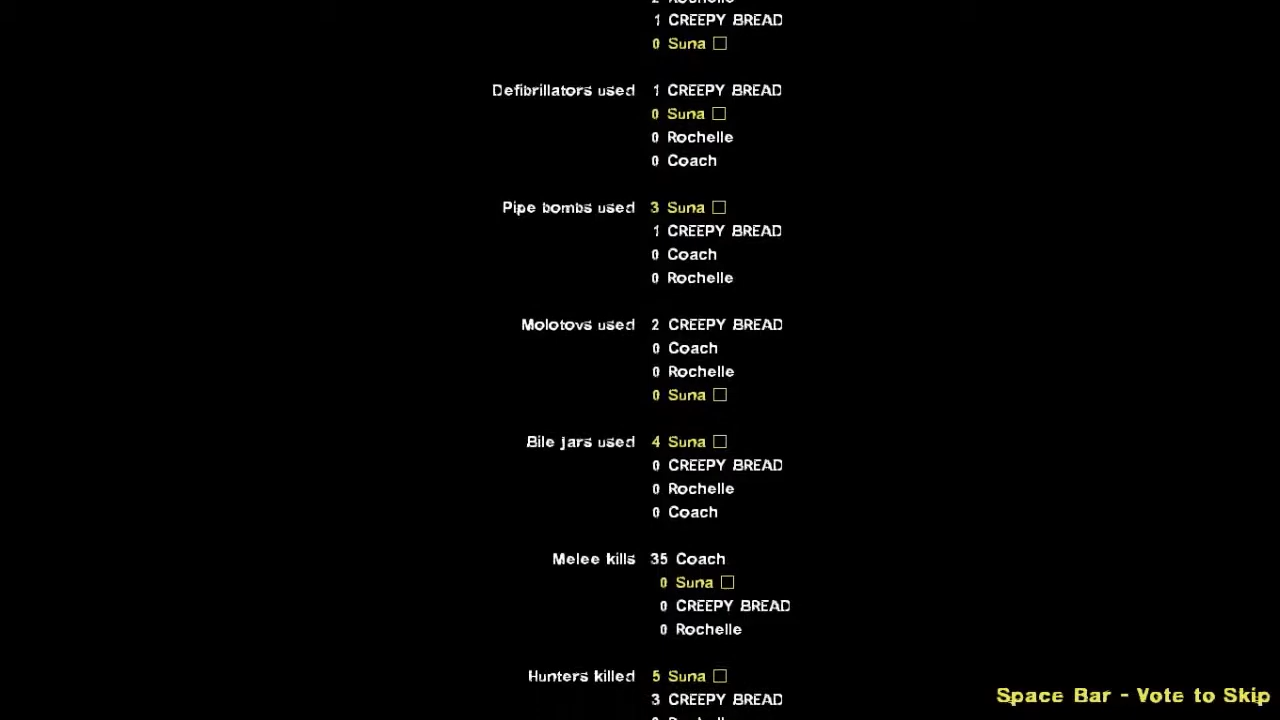 1 CREEPY BREAD
0 Suna □
Defibrillators used 1 CREEPY BREAD
0 Suna □
0 Rochelle
0 Coach
Pipe bombs used 3 Suna □
1 CREEPY BREAD
0 Coach
0 Rochelle
Molotovs used 2 CREEPY BREAD
0 Coach
0 Rochelle
0 Suna □
Bile jars used 4 Suna □
0 CREEPY BREAD
0 Rochelle
0 Coach
Melee kills 35 Coach
0 Suna □
0 CREEPY BREAD
0 Rochelle
Hunters killed 5 Suna □
3 CREEPY BREAD
Space Bar - Vote to Skip